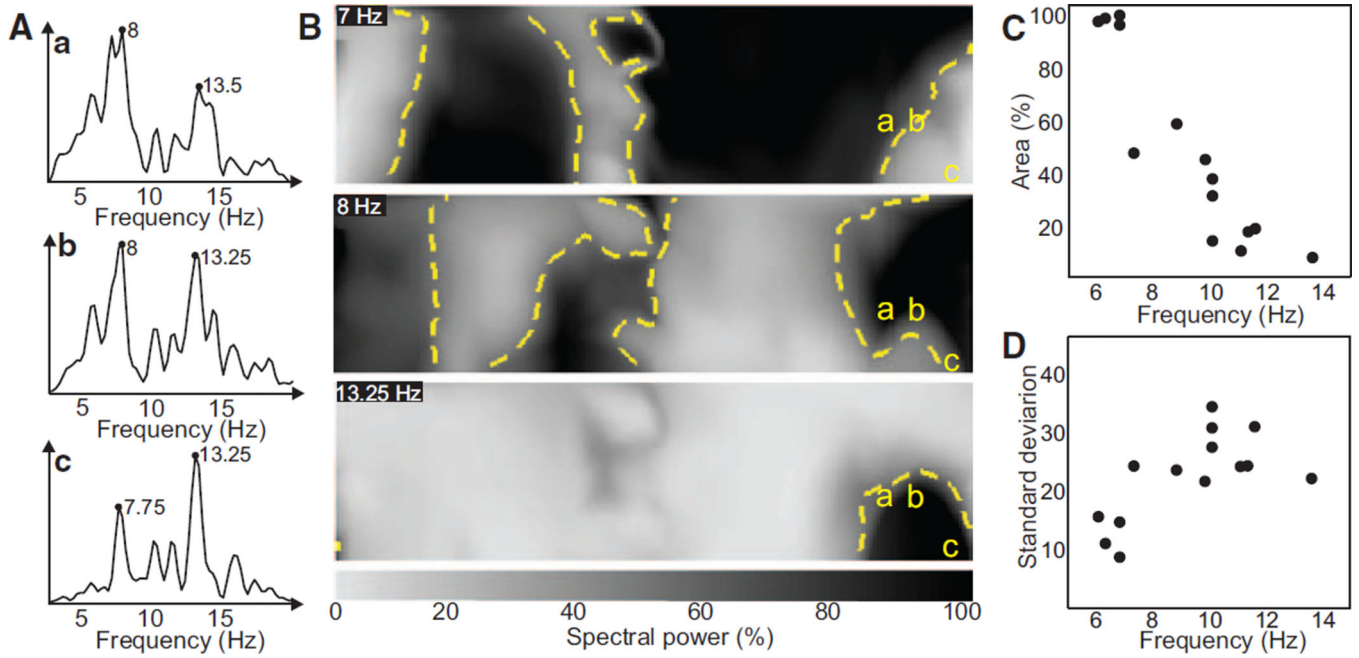 A
a
8
13.5
5 10 15
Frequency (Hz)
b
8
13.25
5 10 15
Frequency (Hz)
c
13.25
7.75
5 10 15
Frequency (Hz)
B
7 Hz
a b
c
8 Hz
a b
c
13.25 Hz
a b
c
0 20 40 60 80 100
Spectral power (%)
C
100
80
60
40
20
Area (%)
6 8 10 12 14
Frequency (Hz)
D
40
30
20
10
Standard deviarion
6 8 10 12 14
Frequency (Hz)